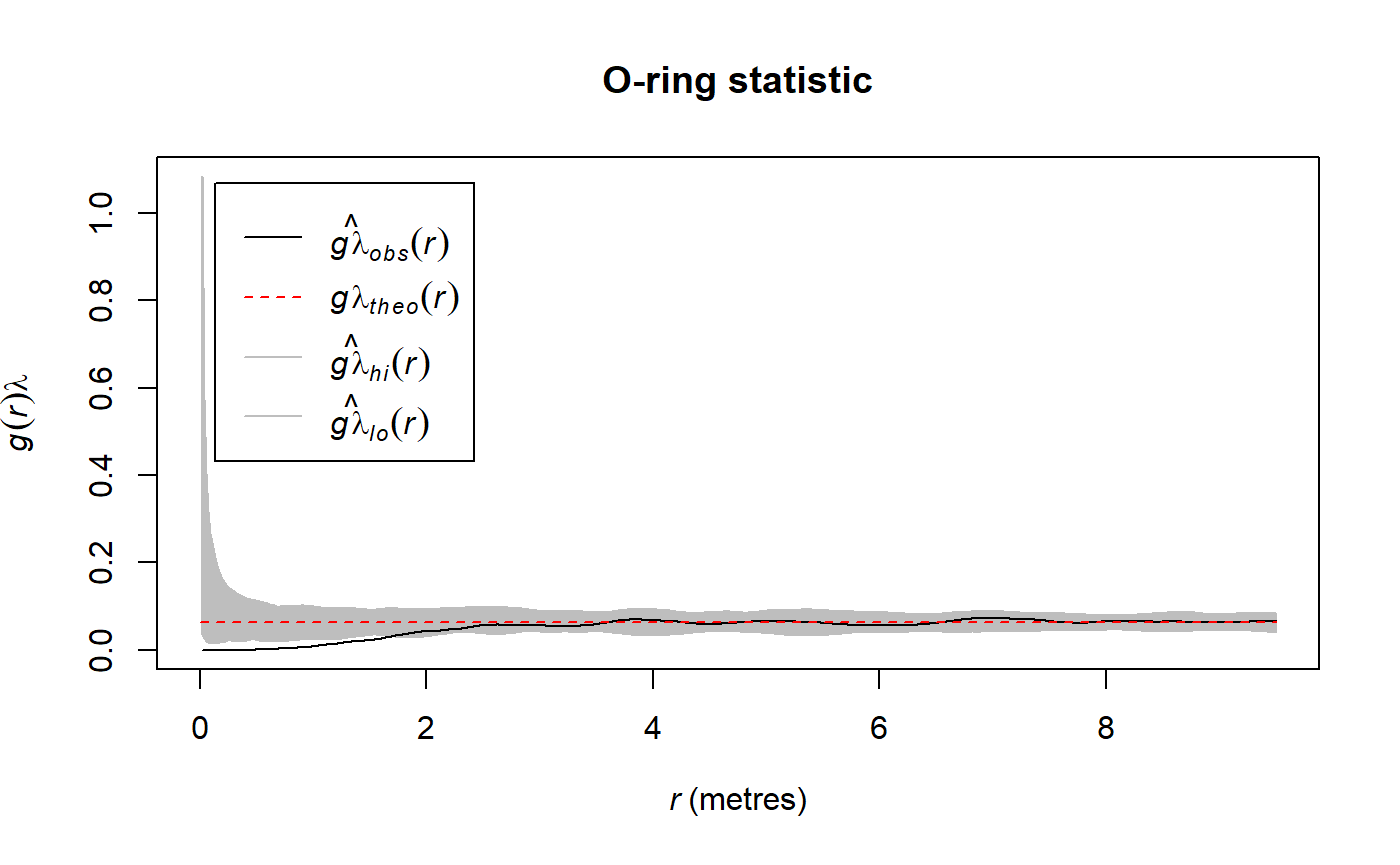 O-ring statistic
g(r)λ
1.0
0.8
0.6
0.4
0.2
0.0
gλ̂obs(r)
gλtheo(r)
gλ̂hi(r)
gλ̂lo(r)
0 2 4 6 8
r (metres)